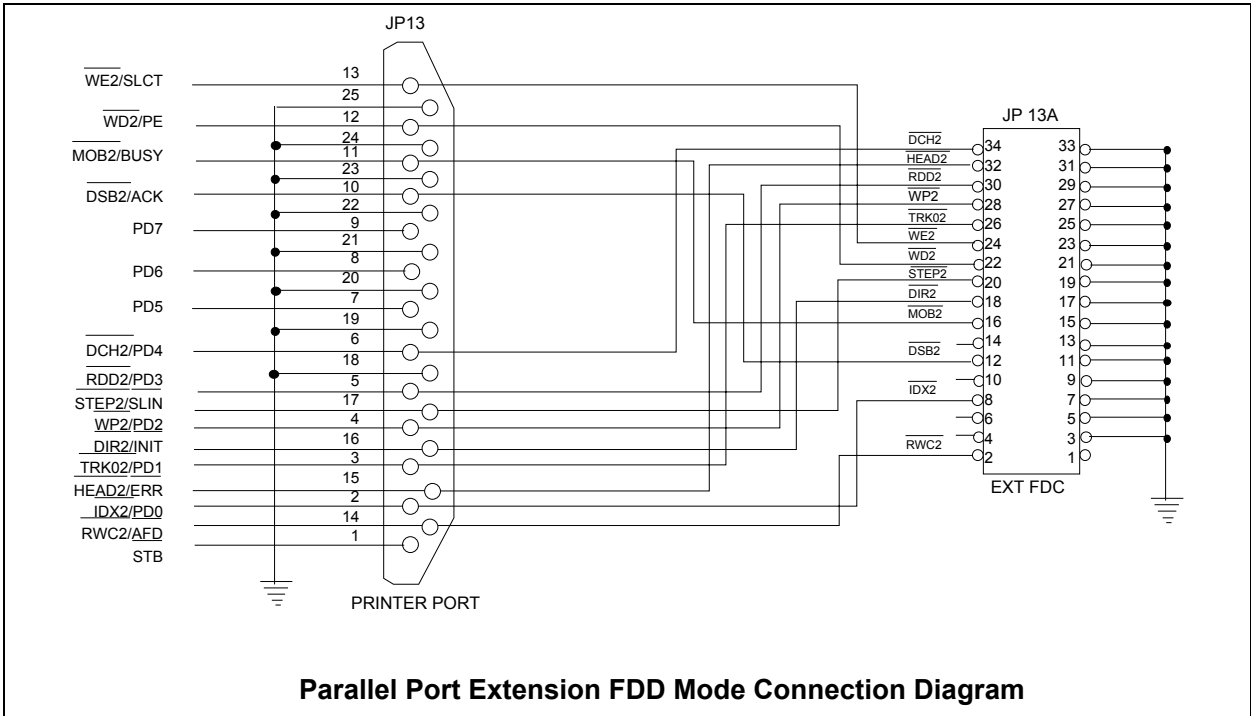 JP13
WE2/SLCT
WD2/PE
MOB2/BUSY
DSB2/ACK
PD7
PD6
PD5
DCH2/PD4
RDD2/PD3
STEP2/SLIN
WP2/PD2
DIR2/INIT
TRK02/PD1
HEAD2/ERR
IDX2/PD0
RWC2/AFD
STB
13
25
12
24
11
23
10
22
9
21
8
20
7
19
6
18
5
17
4
16
3
15
2
14
1
PRINTER PORT
JP 13A
DCH2
HEAD2
RDD2
WP2
TRK02
WE2
WD2
STEP2
DIR2
MOB2
DSB2
IDX2
RWC2
34 33
32 31
30 29
28 27
26 25
24 23
22 21
20 19
18 17
16 15
14 13
12 11
10 9
8 7
6 5
4 3
2 1
EXT FDC
Parallel Port Extension FDD Mode Connection Diagram